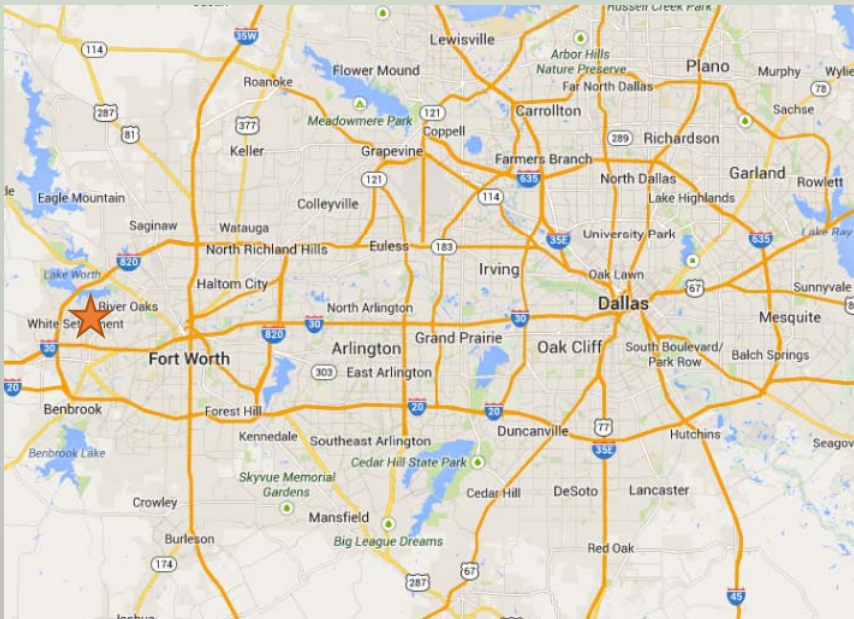 Russell Creek Park
35W
Lewisville
114
Arbor Hills
Nature Preserve
Plano
Murphy
Wylie
Flower Mound
Roanoke
Far North Dallas
78
287
121
Carrollton
Sachse
81
Meadowmere Park
377
Coppell
289
Richardson
Keller
Grapevine
Farmers Branch
Garland
121
635
North Dallas
Rowlett
Eagle Mountain
114
Lake Highlands
Colleyville
Saginaw
Watauga
University Park
Lake Ray
North Richland Hills
Euless
183
35E
635
820
Lake Worth
Irving
Oak Lawn
Haltom City
67
Sunnyvale
River Oaks
North Arlington
Dallas
White Settlement
30
30
Mesquite
820
Grand Prairie
30
Fort Worth
Arlington
Oak Cliff
South Boulevard/
Park Row
Balch Springs
303
East Arlington
20
Benbrook
Forest Hill
20
20
77
Kennedale
Southeast Arlington
Duncanville
Hutchins
35E
Benbrook Lake
Cedar Hill State Park
Skyvue Memorial
Gardens
Cedar Hill
DeSoto
Lancaster
Crowley
Mansfield
Burleson
Big League Dreams
Red Oak
164
174
67
287
45